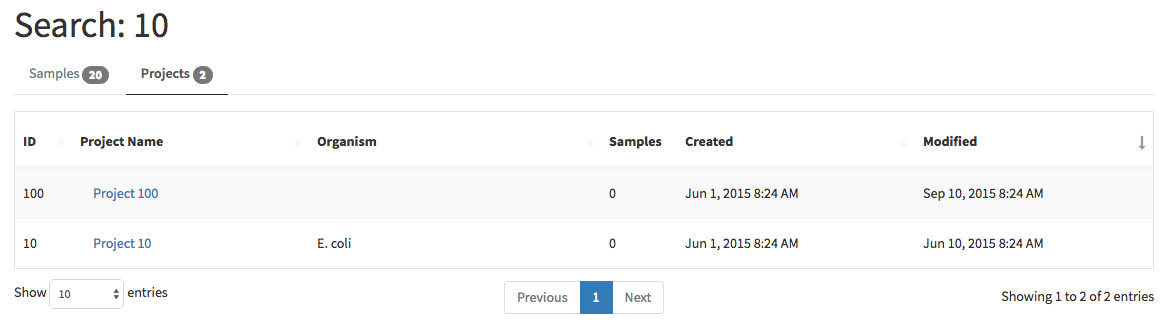 Search: 10
Samples 20 Projects 2
ID Project Name Organism Samples Created Modified
100 Project 100 0 Jun 1, 2015 8:24 AM Sep 10, 2015 8:24 AM
10 Project 10 E. coli 0 Jun 1, 2015 8:24 AM Jun 10, 2015 8:24 AM
Show 10 entries Previous 1 Next Showing 1 to 2 of 2 entries